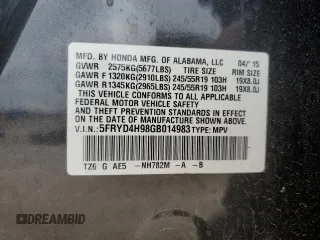 MFD. BY HONDA MFG. OF ALABAMA, LLC 04/'15
GVWR 2575KG(5677LBS) TIRE SIZE RIM SIZE
GAWR F 1320KG(2910LBS) 245/55R19 103H 19X8.0J
GAWR R 1345KG(2965LBS) 245/55R19 103H 19X8.0J
THIS VEHICLE CONFORMS TO ALL APPLICABLE
FEDERAL MOTOR VEHICLE SAFETY AND
THEFT PREVENTION STANDARDS IN EFFECT ON
THE DATE OF MANUFACTURE SHOWN ABOVE.
V.I.N.: 5FRYD4H98GB014983 TYPE: MPV
TZ6 G AE5 -NH782M -A -B
DREAMBID